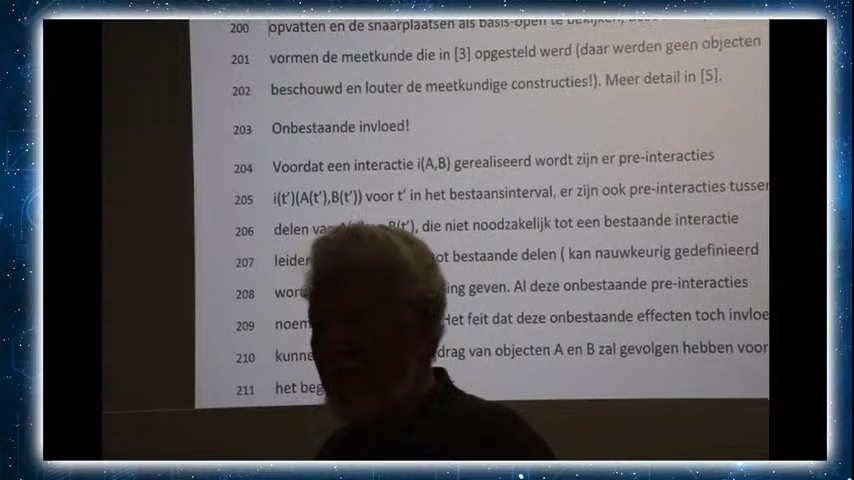 200 opvatten en de snaarplaatsen als basis-open te bekijken,
201 vormen de meetkunde die in [3] opgesteld werd (daar werden geen objecten
202 beschouwd en louter de meetkundige constructies!). Meer detail in [5].
203 Onbestaande invloed!
204 Voordat een interactie i(A,B) gerealiseerd wordt zijn er pre-interacties
205 i(t')(A(t'),B(t')) voor t' in het bestaansinterval, er zijn ook pre-interacties tussen
206 delen van B(t'), die niet noodzakelijk tot een bestaande interactie
207 leiden tot bestaande delen ( kan nauwkeurig gedefinieerd
208 ing geven. Al deze onbestaande pre-interacties
209 noem Het feit dat deze onbestaande effecten toch invloe
210 kunne drag van objecten A en B zal gevolgen hebben voor
211 het beg